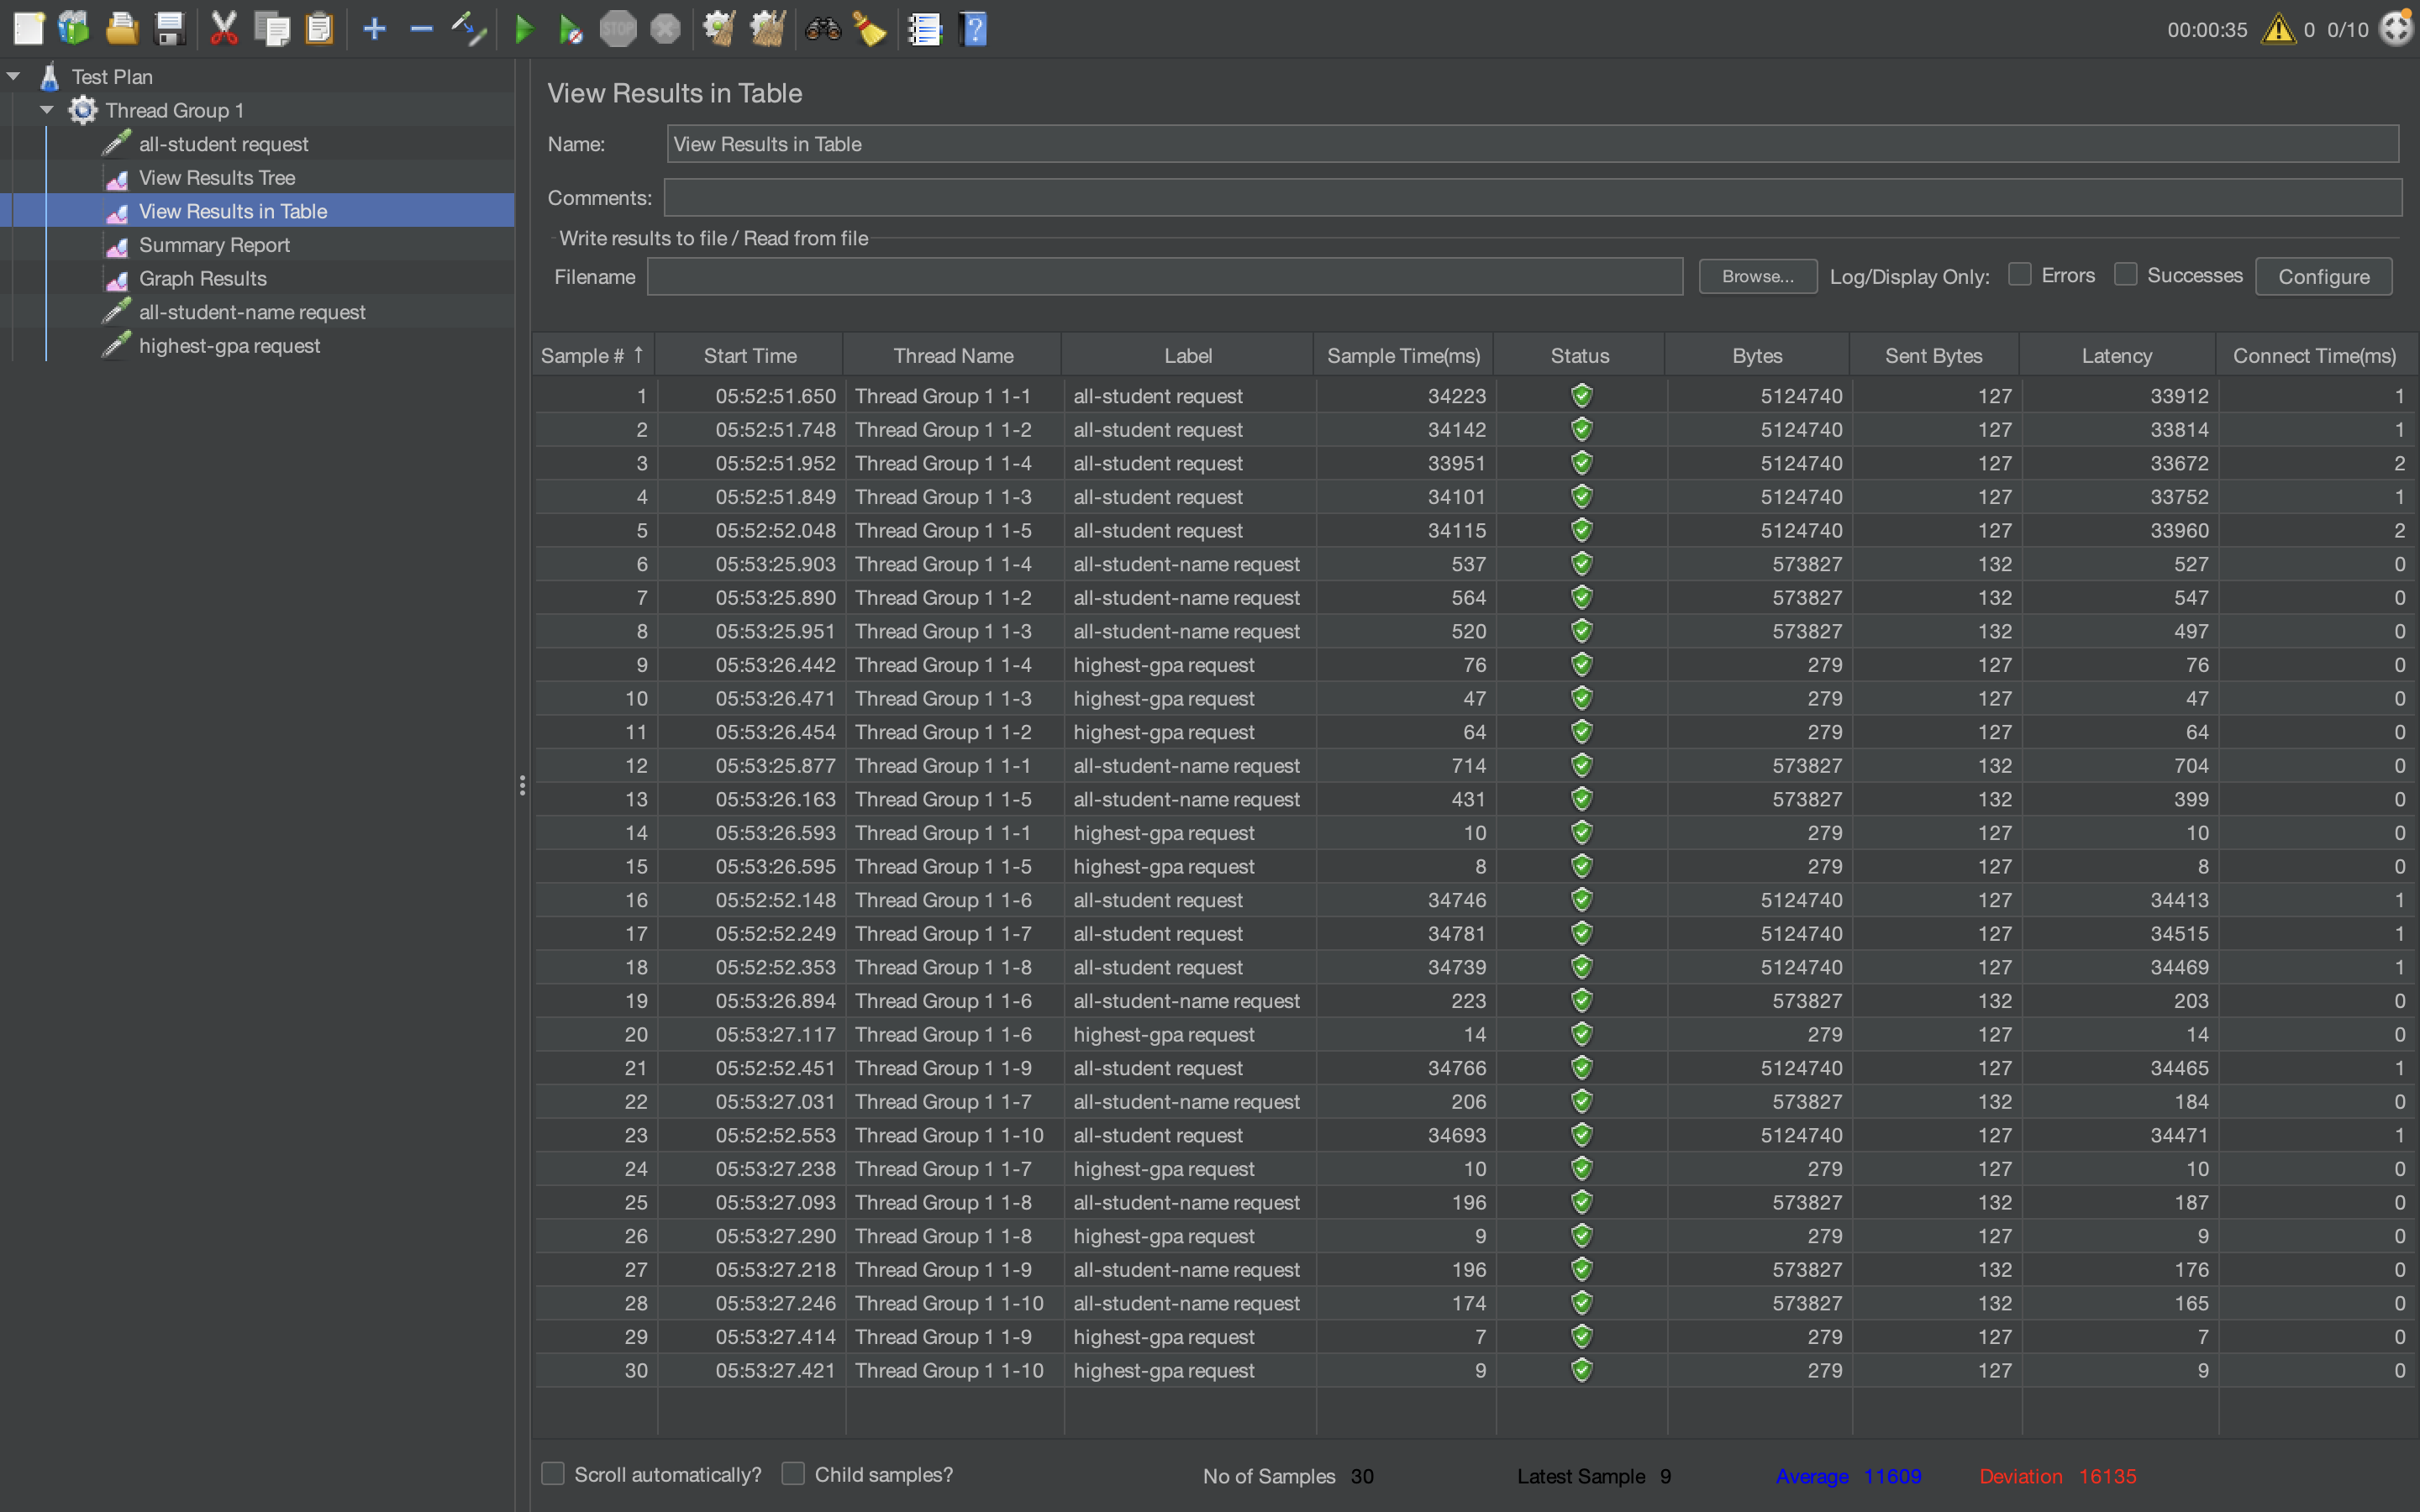 STOP
00:00:35 0 0/10
Test Plan
Thread Group 1
all-student request
View Results Tree
View Results in Table
Summary Report
Graph Results
all-student-name request
highest-gpa request
View Results in Table
Name: View Results in Table
Comments:
Write results to file / Read from file
Filename Browse... Log/Display Only: Errors Successes Configure
Sample # ↑ Start Time Thread Name Label Sample Time(ms) Status Bytes Sent Bytes Latency Connect Time(ms)
1 05:52:51.650 Thread Group 1 1-1 all-student request 34223 5124740 127 33912 1
2 05:52:51.748 Thread Group 1 1-2 all-student request 34142 5124740 127 33814 1
3 05:52:51.952 Thread Group 1 1-4 all-student request 33951 5124740 127 33672 2
4 05:52:51.849 Thread Group 1 1-3 all-student request 34101 5124740 127 33752 1
5 05:52:52.048 Thread Group 1 1-5 all-student request 34115 5124740 127 33960 2
6 05:53:25.903 Thread Group 1 1-4 all-student-name request 537 573827 132 527 0
7 05:53:25.890 Thread Group 1 1-2 all-student-name request 564 573827 132 547 0
8 05:53:25.951 Thread Group 1 1-3 all-student-name request 520 573827 132 497 0
9 05:53:26.442 Thread Group 1 1-4 highest-gpa request 76 279 127 76 0
10 05:53:26.471 Thread Group 1 1-3 highest-gpa request 47 279 127 47 0
11 05:53:26.454 Thread Group 1 1-2 highest-gpa request 64 279 127 64 0
12 05:53:25.877 Thread Group 1 1-1 all-student-name request 714 573827 132 704 0
13 05:53:26.163 Thread Group 1 1-5 all-student-name request 431 573827 132 399 0
14 05:53:26.593 Thread Group 1 1-1 highest-gpa request 10 279 127 10 0
15 05:53:26.595 Thread Group 1 1-5 highest-gpa request 8 279 127 8 0
16 05:52:52.148 Thread Group 1 1-6 all-student request 34746 5124740 127 34413 1
17 05:52:52.249 Thread Group 1 1-7 all-student request 34781 5124740 127 34515 1
18 05:52:52.353 Thread Group 1 1-8 all-student request 34739 5124740 127 34469 1
19 05:53:26.894 Thread Group 1 1-6 all-student-name request 223 573827 132 203 0
20 05:53:27.117 Thread Group 1 1-6 highest-gpa request 14 279 127 14 0
21 05:52:52.451 Thread Group 1 1-9 all-student request 34766 5124740 127 34465 1
22 05:53:27.031 Thread Group 1 1-7 all-student-name request 206 573827 132 184 0
23 05:52:52.553 Thread Group 1 1-10 all-student request 34693 5124740 127 34471 1
24 05:53:27.238 Thread Group 1 1-7 highest-gpa request 10 279 127 10 0
25 05:53:27.093 Thread Group 1 1-8 all-student-name request 196 573827 132 187 0
26 05:53:27.290 Thread Group 1 1-8 highest-gpa request 9 279 127 9 0
27 05:53:27.218 Thread Group 1 1-9 all-student-name request 196 573827 132 176 0
28 05:53:27.246 Thread Group 1 1-10 all-student-name request 174 573827 132 165 0
29 05:53:27.414 Thread Group 1 1-9 highest-gpa request 7 279 127 7 0
30 05:53:27.421 Thread Group 1 1-10 highest-gpa request 9 279 127 9 0
Scroll automatically? Child samples? No of Samples 30 Latest Sample 9 Average 11609 Deviation 16135